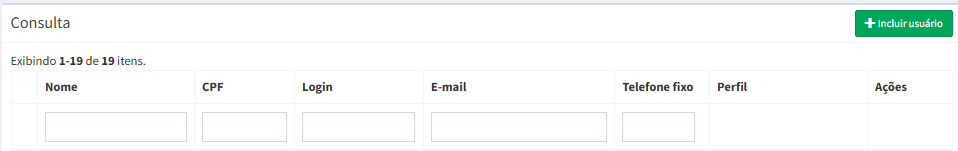 Consulta
Incluir usuário
Exibindo 1-19 de 19 itens.
Nome CPF Login E-mail Telefone fixo Perfil Ações